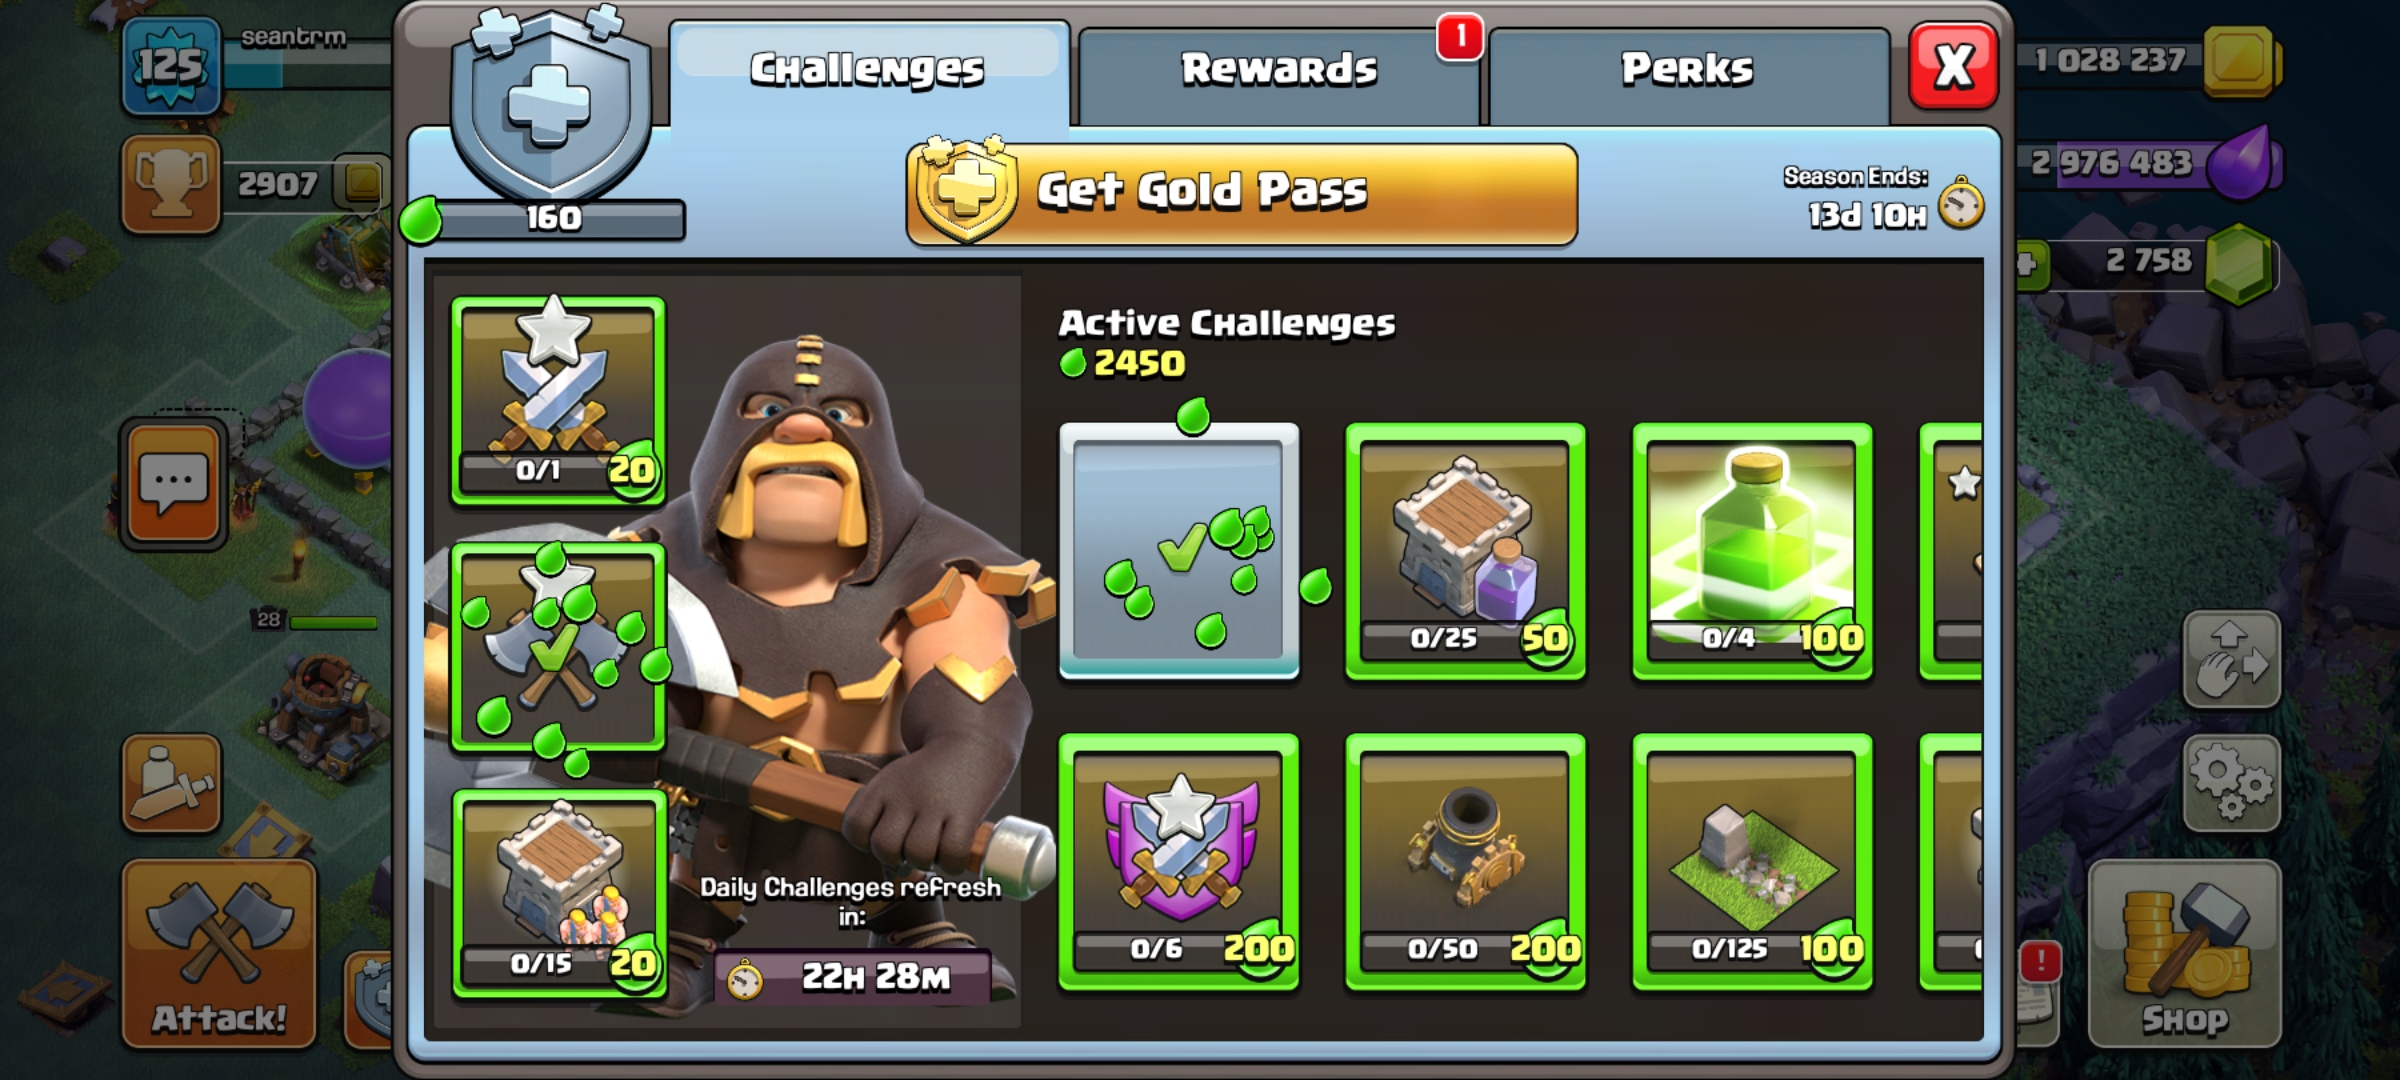 125
seantrm
Challenges
Rewards
1
Perks
X
1 028 237
2907
Get Gold Pass
Season Ends:
13d 10H
2 976 483
160
2 758
Active Challenges
2450
0/1
20
0/25
50
0/4
100
28
0/15
20
Daily Challenges refresh
in:
22H 28M
0/6
200
0/50
200
0/125
100
Attack!
!
Shop